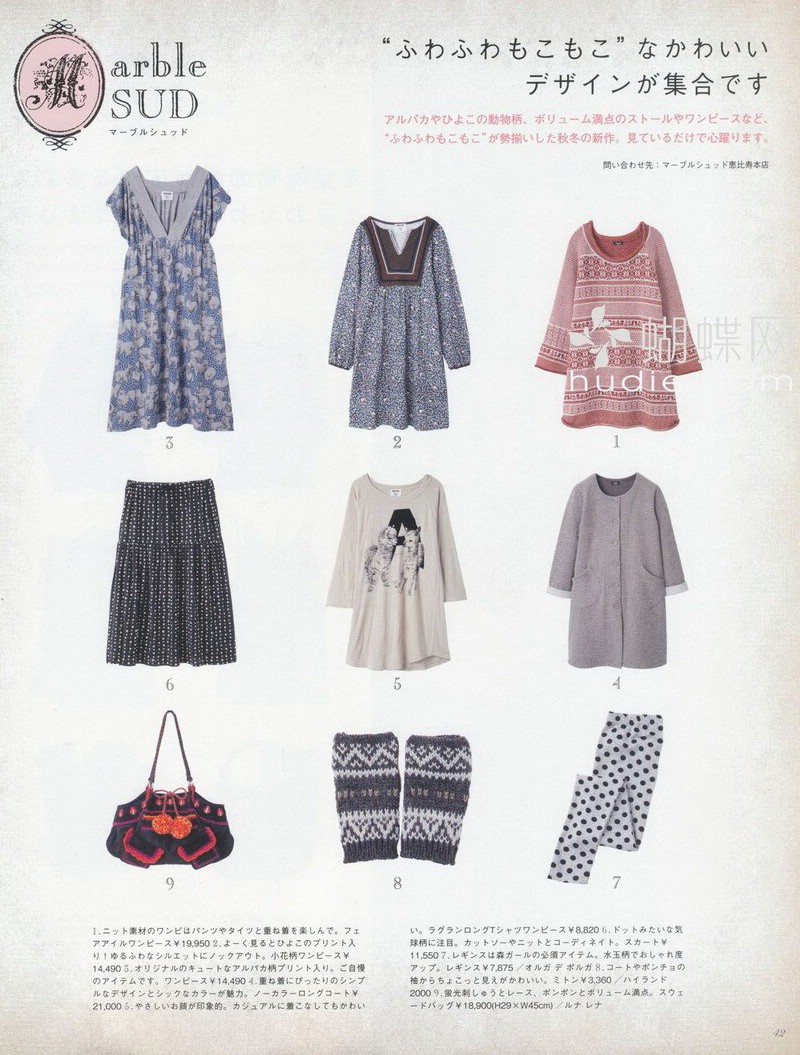 Marble
SUD
マーブルシュッド
“ふわふわもこもこ”なかわいい
デザインが集合です
アルパカやひよこの動物柄、ボリューム満点のストールやワンピースなど、
“ふわふわもこもこ”が勢揃いした秋冬の新作。見ているだけで心躍ります。
問い合わせ先：マーブルシュッド恵比寿本店
3
2
1
蝴蝶网
6
5
4
A
9
8
7
1.ニット素材のワンピはパンツやタイツと重ね着を楽しんで。フェ
アアイルワンピース¥19,950 2.よーく見るとひよこのプリント入
り！ゆるふわなシルエットにノックアウト。小花柄ワンピース¥
14,490 3.オリジナルのキュートなアルパカ柄プリント入り。ご自慢
のアイテムです。ワンピース¥14,490 4.重ね着にぴったりのシンプ
ルなデザインとシックなカラーが魅力。ノーカラーロングコート¥
21,000 5.やさしいお顔が印象的。カジュアルに着こなしてもかわい
い。ラグランロングTシャツワンピース¥8,820 6.ドットみたいな気
球柄に注目。カットソーやニットとコーディネイト。スカート¥
11,550 7.レギンスは森ガールの必須アイテム。水玉柄でおしゃれ度
アップ。レギンス¥7,875／オルガ デ ポルガ 8.コートやポンチョの
袖からちょこっと見えがかわいい。ミトン¥3,360／ハイランド
2000 9.蛍光刺しゅうとレース、ポンポンとボリューム満点。スウェ
ードバッグ¥18,900(H29×W45cm)／ルナ レナ
42